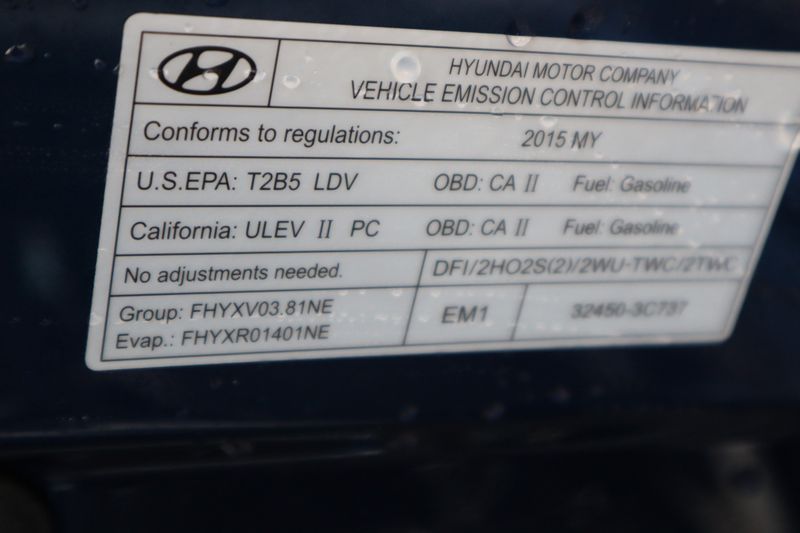 HYUNDAI MOTOR COMPANY
VEHICLE EMISSION CONTROL INFORMATION
Conforms to regulations: 2015 MY
U.S.EPA: T2B5 LDV OBD: CA II Fuel: Gasoline
California: ULEV II PC OBD: CA II Fuel: Gasoline
No adjustments needed. DFI/2HO2S(2)/2WU-TWC/2TWC
Group: FHYXV03.81NE
Evap.: FHYXR01401NE
EM1 32450-3C737